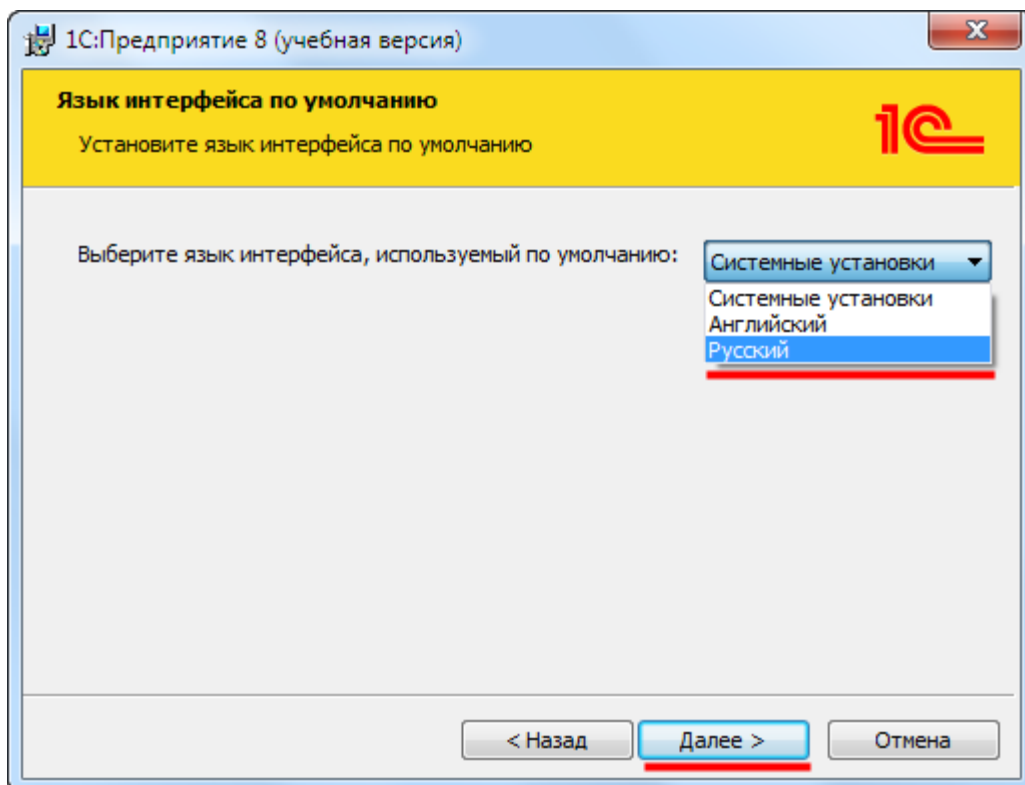 1С:Предприятие 8 (учебная версия)
Язык интерфейса по умолчанию
Установите язык интерфейса по умолчанию
1С
Выберите язык интерфейса, используемый по умолчанию:
Системные установки
Системные установки
Английский
Русский
< Назад
Далее >
Отмена